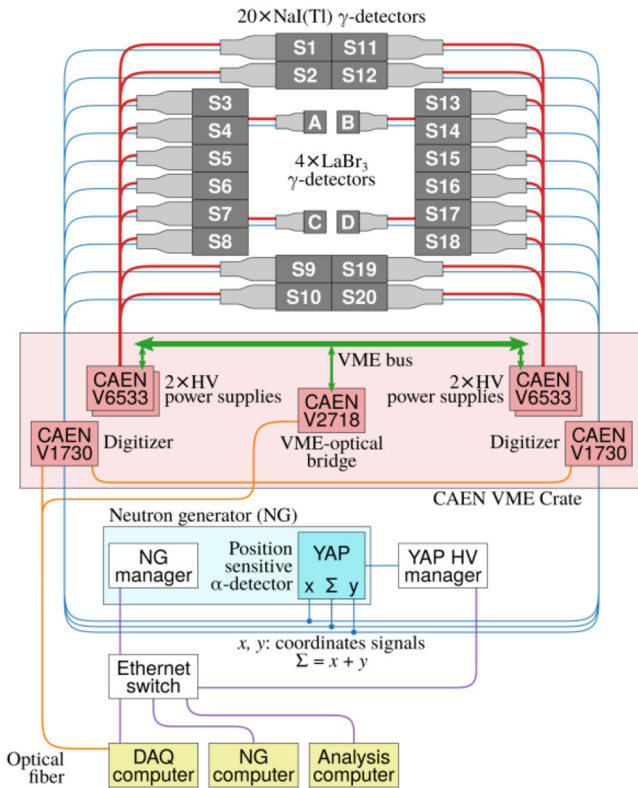 20×NaI(Tl) γ-detectors
S1 S11
S2 S12
S3 S13
S4 A B S14
S5 4×LaBr₃ S15
S6 γ-detectors S16
S7 C D S17
S8 S18
S9 S19
S10 S20
VME bus
CAEN
V6533
2×HV
power supplies
CAEN
V2718
VME-optical
bridge
2×HV
power supplies
CAEN
V6533
CAEN
V1730
Digitizer
Digitizer
CAEN
V1730
CAEN VME Crate
Neutron generator (NG)
NG
manager
Position
sensitive
α-detector
YAP
x Σ y
YAP HV
manager
x, y: coordinates signals
Σ = x + y
Ethernet
switch
Optical
fiber
DAQ
computer
NG
computer
Analysis
computer